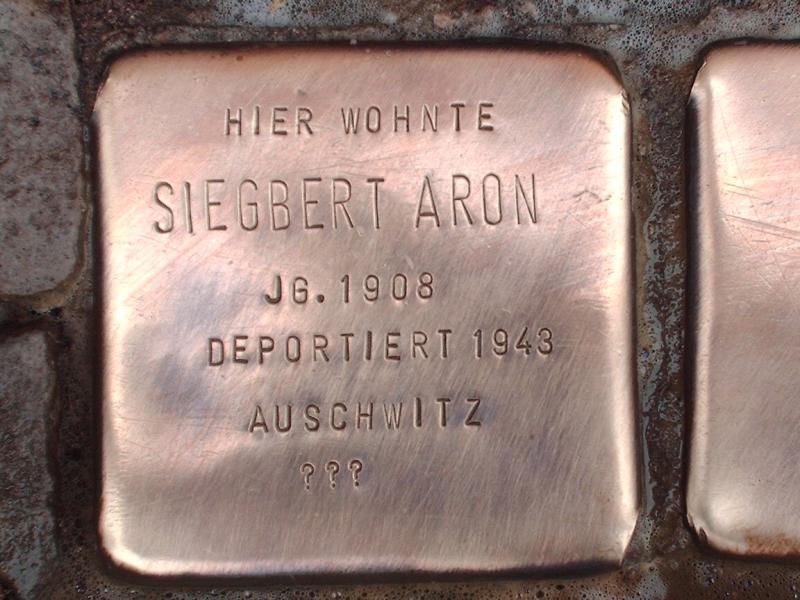 HIER WOHNTE
SIEGBERT ARON
JG. 1908
DEPORTIERT 1943
AUSCHWITZ
???